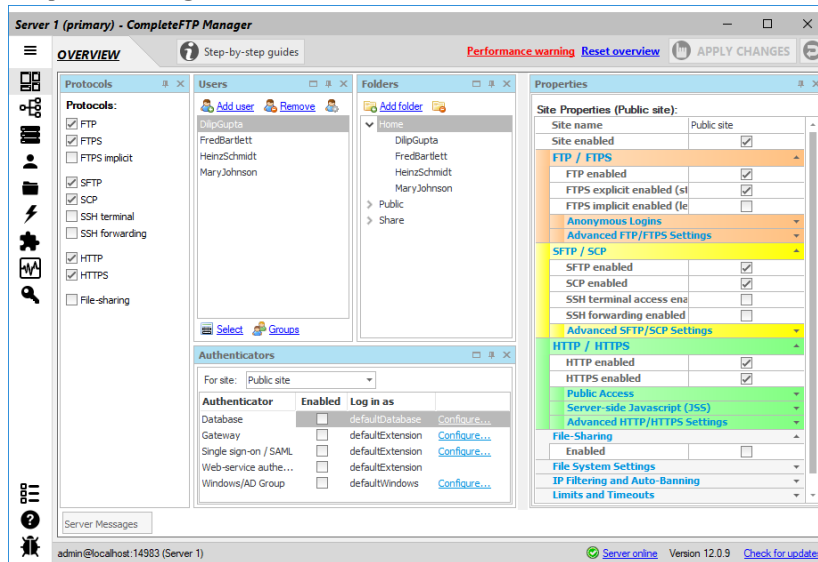 Server 1 (primary) - CompleteFTP Manager
OVERVIEW
Step-by-step guides
Performance warning
Reset overview
APPLY CHANGES
Protocols
Protocols:
FTP
FTPS
FTPS implicit
SFTP
SCP
SSH terminal
SSH forwarding
HTTP
HTTPS
File-sharing
Users
Add user
Remove
DilipGupta
FredBartlett
HeinzSchmidt
MaryJohnson
Select
Groups
Folders
Add folder
Home
DilipGupta
FredBartlett
HeinzSchmidt
MaryJohnson
Public
Share
Authenticators
For site: Public site
Authenticator Enabled Log in as
Database defaultDatabase Configure...
Gateway defaultExtension Configure...
Single sign-on / SAML defaultExtension Configure...
Web-service authe... defaultExtension
Windows/AD Group defaultWindows Configure...
Properties
Site Properties (Public site):
Site name Public site
Site enabled
FTP / FTPS
FTP enabled
FTPS explicit enabled (st
FTPS implicit enabled (le
Anonymous Logins
Advanced FTP/FTPS Settings
SFTP / SCP
SFTP enabled
SCP enabled
SSH terminal access ena
SSH forwarding enabled
Advanced SFTP/SCP Settings
HTTP / HTTPS
HTTP enabled
HTTPS enabled
Public Access
Server-side Javascript (JSS)
Advanced HTTP/HTTPS Settings
File-Sharing
Enabled
File System Settings
IP Filtering and Auto-Banning
Limits and Timeouts
Server Messages
admin@localhost:14983 (Server 1)
Server online
Version 12.0.9
Check for update